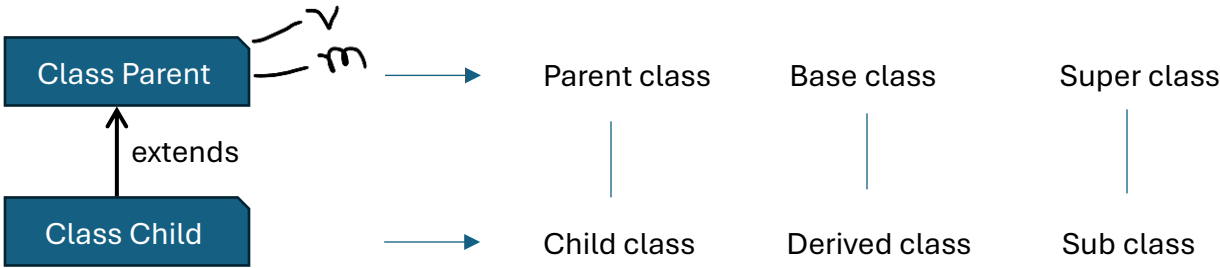 v
Class Parent
m
Parent class
Base class
Super class
extends
Class Child
Child class
Derived class
Sub class